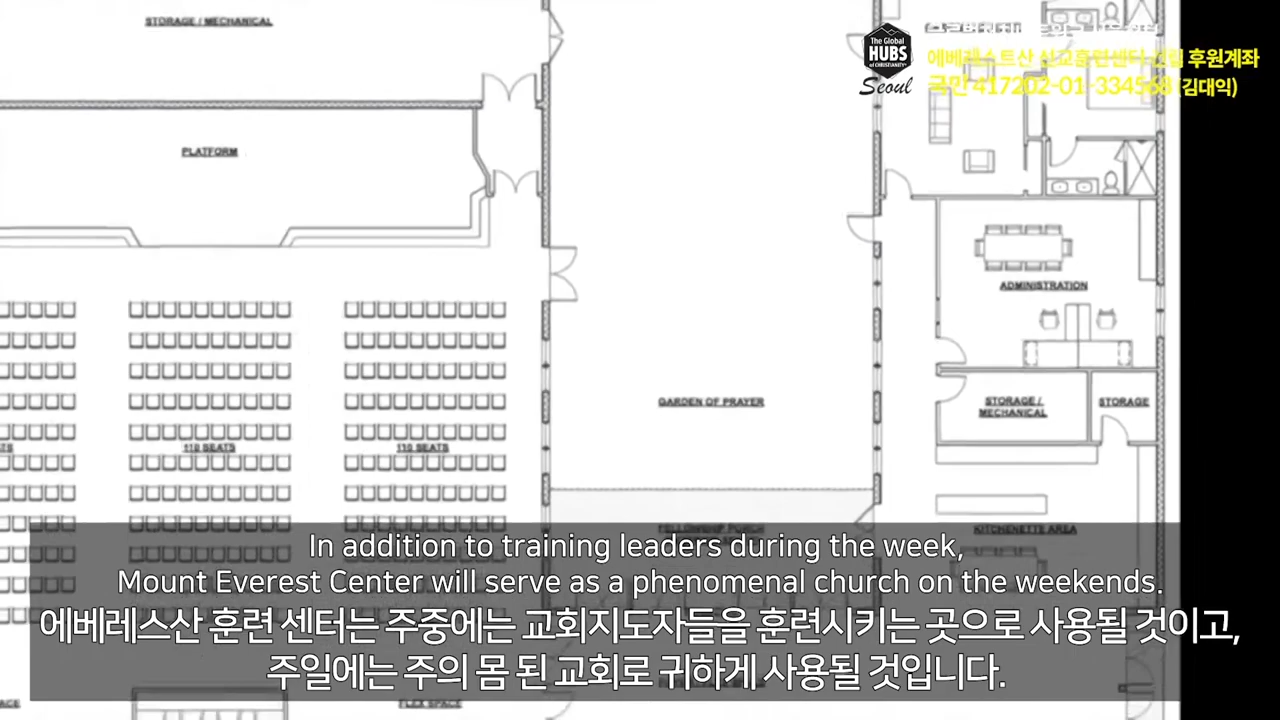 STORAGE / MECHANICAL
The Global
HUBS
of CHRISTIANITY
Seoul
에베레스트산 선교훈련센터 건립 후원계좌
국민 417202-01-334568 (김대익)
PLATFORM
ADMINISTRATION
GARDEN OF PRAYER
STORAGE /
MECHANICAL
STORAGE
110 SEATS
110 SEATS
FELLOWSHIP PORCH
KITCHENETTE AREA
In addition to training leaders during the week,
Mount Everest Center will serve as a phenomenal church on the weekends.
에베레스산 훈련 센터는 주중에는 교회지도자들을 훈련시키는 곳으로 사용될 것이고,
주일에는 주의 몸 된 교회로 귀하게 사용될 것입니다.
FLEX SPACE